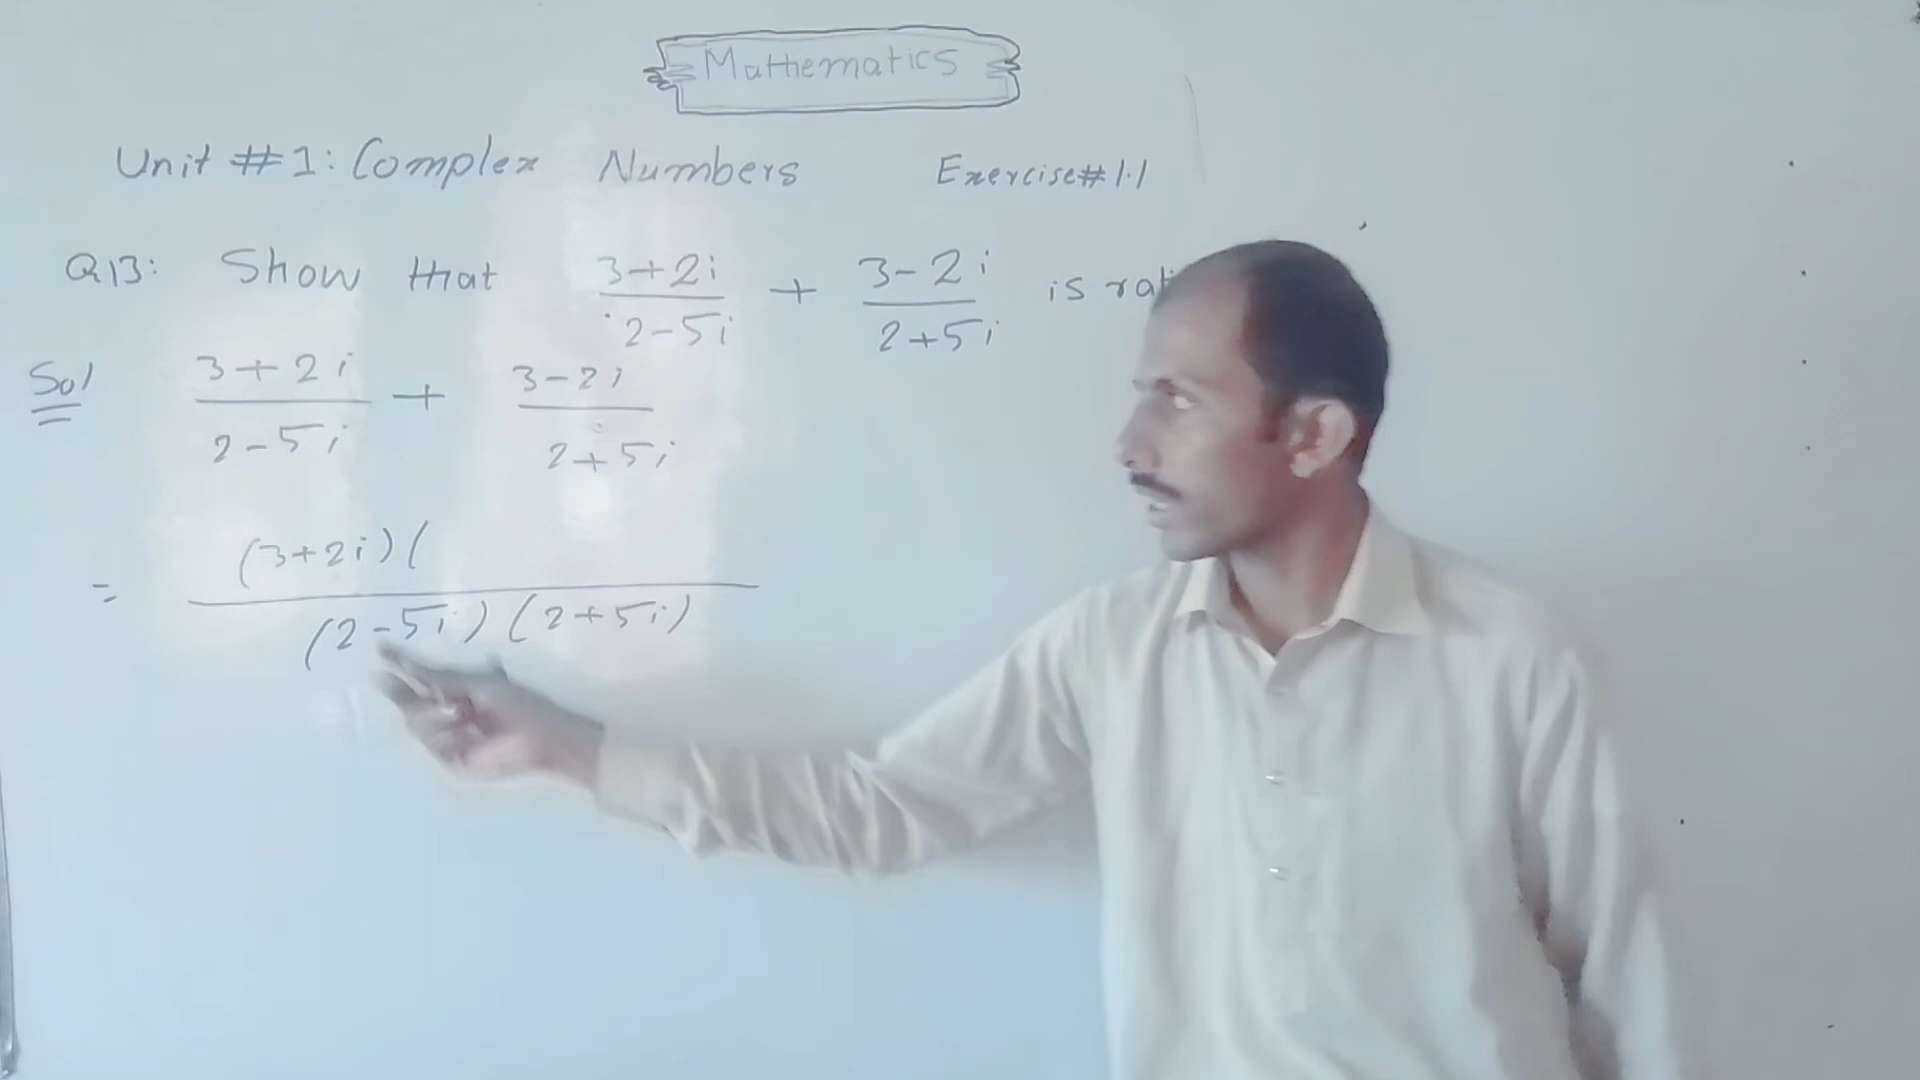 Mathematics
Unit #1: Complex Numbers Exercise#1.1
Q13: Show that (3+2i)/(2-5i) + (3-2i)/(2+5i) is rat
Sol (3+2i)/(2-5i) + (3-2i)/(2+5i)
= (3+2i)(
(2-5i)(2+5i)